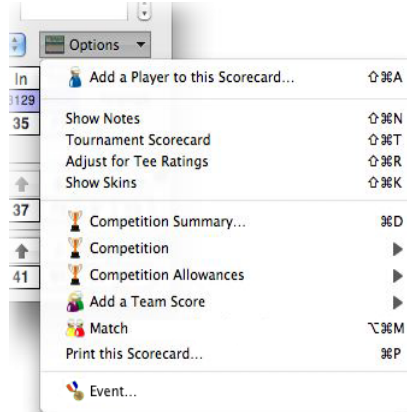 Options
In
Add a Player to this Scorecard... ⇧⌘A
3129
35
Show Notes ⇧⌘N
Tournament Scorecard ⇧⌘T
Adjust for Tee Ratings ⇧⌘R
Show Skins ⇧⌘K
37
Competition Summary... ⌘D
Competition
41
Competition Allowances
Add a Team Score
Match ⌥⌘M
Print this Scorecard... ⌘P
Event...